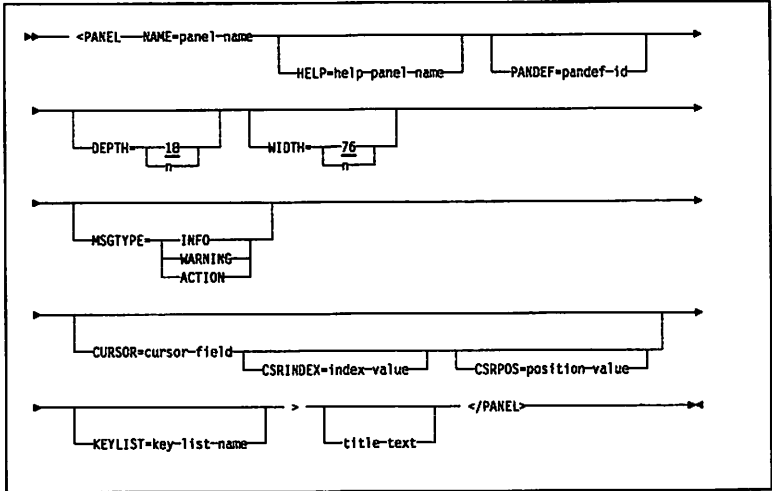 <PANEL NAME=panel-name
HELP=help-panel-name PANDEF=pandef-id
DEPTH= 18 WIDTH= 76
n n
MSGTYPE= INFO
WARNING
ACTION
CURSOR=cursor-field
CSRINDEX=index-value CSRPOS=position-value
> </PANEL>
KEYLIST=key-list-name title-text